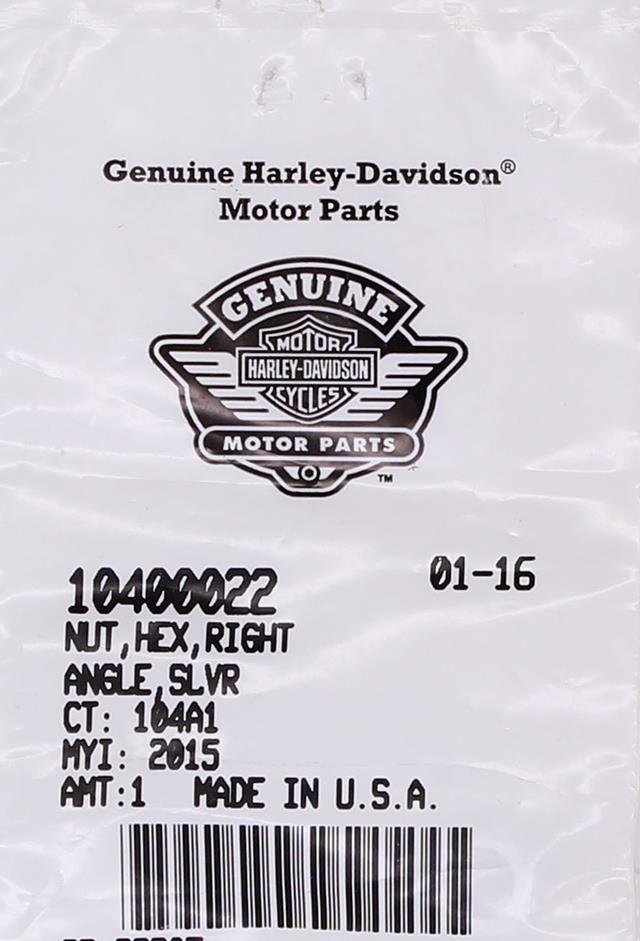 Genuine Harley-Davidson®
Motor Parts
GENUINE
MOTOR
HARLEY-DAVIDSON
CYCLES
MOTOR PARTS
TM
10400022 01-16
NUT,HEX,RIGHT
ANGLE,SLVR
CT: 104A1
MYI: 2015
AMT:1 MADE IN U.S.A.